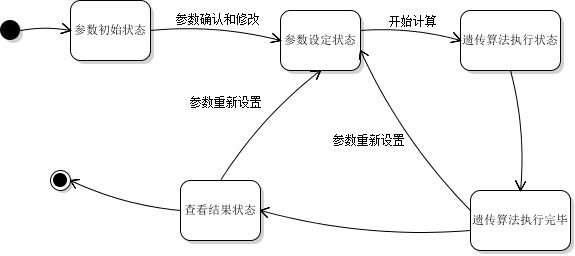 参数确认和修改
开始计算
参数初始状态
参数设定状态
遗传算法执行状态
参数重新设置
参数重新设置
查看结果状态
遗传算法执行完毕